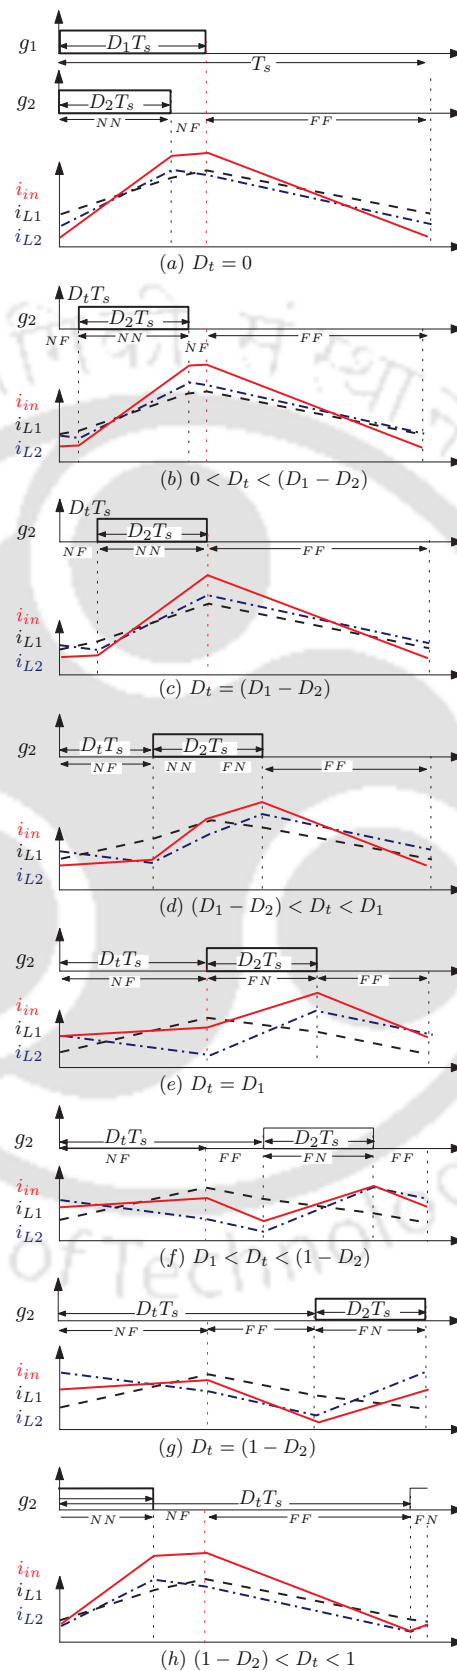 g1 D1Ts
Ts
g2 D2Ts
NN NF FF
iin
iL1
iL2
(a) Dt = 0
DtTs
g2 D2Ts
NF NN NF FF
iin
iL1
iL2
(b) 0 < Dt < (D1 − D2)
DtTs
g2 D2Ts
NF NN FF
iin
iL1
iL2
(c) Dt = (D1 − D2)
g2 DtTs D2Ts
NF NN FN FF
iin
iL1
iL2
(d) (D1 − D2) < Dt < D1
g2 DtTs D2Ts
NF FN FF
iin
iL1
iL2
(e) Dt = D1
g2 DtTs D2Ts
NF FF FN FF
iin
iL1
iL2
(f) D1 < Dt < (1 − D2)
g2 DtTs D2Ts
NF FF FN
iin
iL1
iL2
(g) Dt = (1 − D2)
g2 DtTs
NN NF FF FN
iin
iL1
iL2
(h) (1 − D2) < Dt < 1
of Technolo